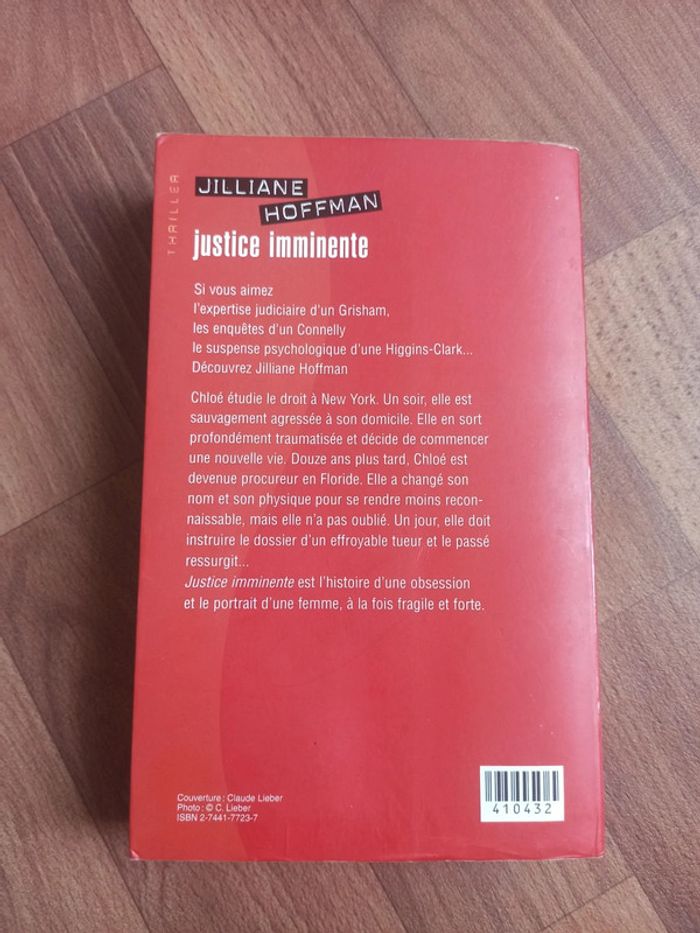 THRILLER
JILLIANE
HOFFMAN
justice imminente
Si vous aimez
l'expertise judiciaire d'un Grisham,
les enquêtes d'un Connelly
le suspense psychologique d'une Higgins-Clark...
Découvrez Jilliane Hoffman
Chloé étudie le droit à New York. Un soir, elle est
sauvagement agressée à son domicile. Elle en sort
profondément traumatisée et décide de commencer
une nouvelle vie. Douze ans plus tard, Chloé est
devenue procureur en Floride. Elle a changé son
nom et son physique pour se rendre moins recon-
naissable, mais elle n'a pas oublié. Un jour, elle doit
instruire le dossier d'un effroyable tueur et le passé
ressurgit...
Justice imminente est l'histoire d'une obsession
et le portrait d'une femme, à la fois fragile et forte.
Couverture : Claude Lieber
Photo : © C. Lieber
ISBN 2-7441-7723-7
410432